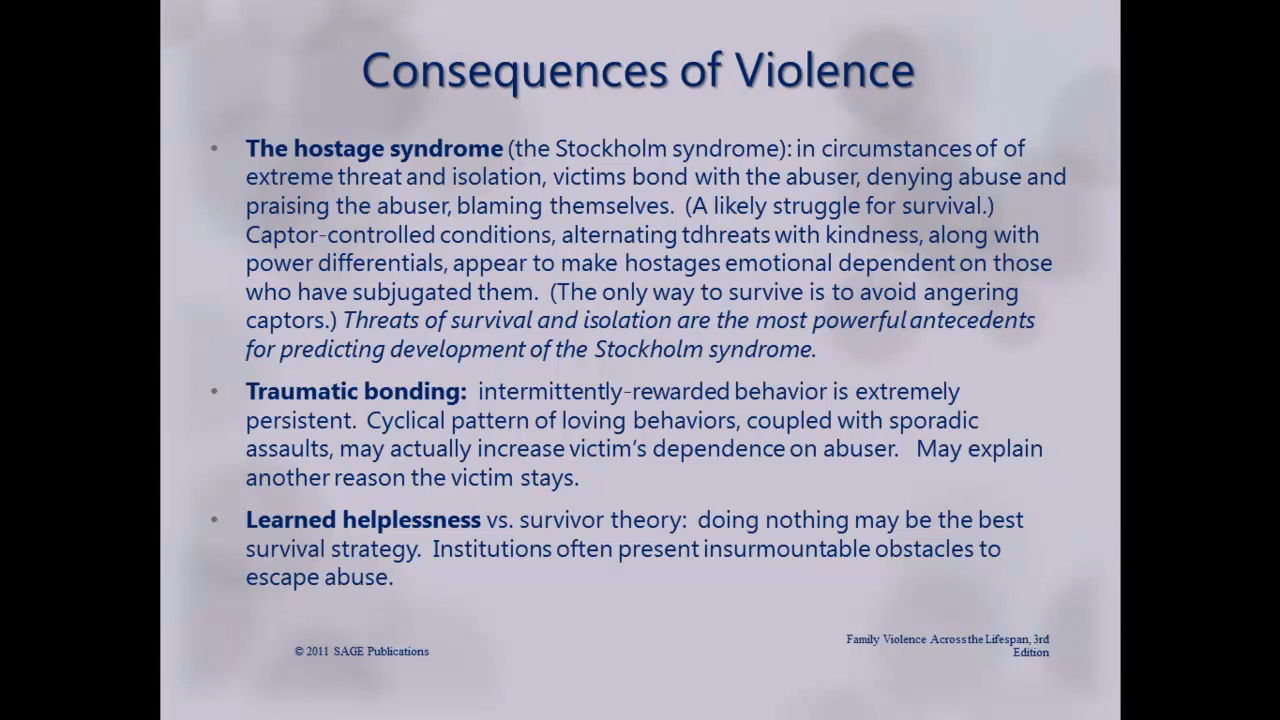 Consequences of Violence
• The hostage syndrome (the Stockholm syndrome): in circumstances of of
extreme threat and isolation, victims bond with the abuser, denying abuse and
praising the abuser, blaming themselves. (A likely struggle for survival.)
Captor-controlled conditions, alternating tdhreats with kindness, along with
power differentials, appear to make hostages emotional dependent on those
who have subjugated them. (The only way to survive is to avoid angering
captors.) Threats of survival and isolation are the most powerful antecedents
for predicting development of the Stockholm syndrome.
• Traumatic bonding: intermittently-rewarded behavior is extremely
persistent. Cyclical pattern of loving behaviors, coupled with sporadic
assaults, may actually increase victim's dependence on abuser. May explain
another reason the victim stays.
• Learned helplessness vs. survivor theory: doing nothing may be the best
survival strategy. Institutions often present insurmountable obstacles to
escape abuse.
© 2011 SAGE Publications
Family Violence Across the Lifespan, 3rd
Edition